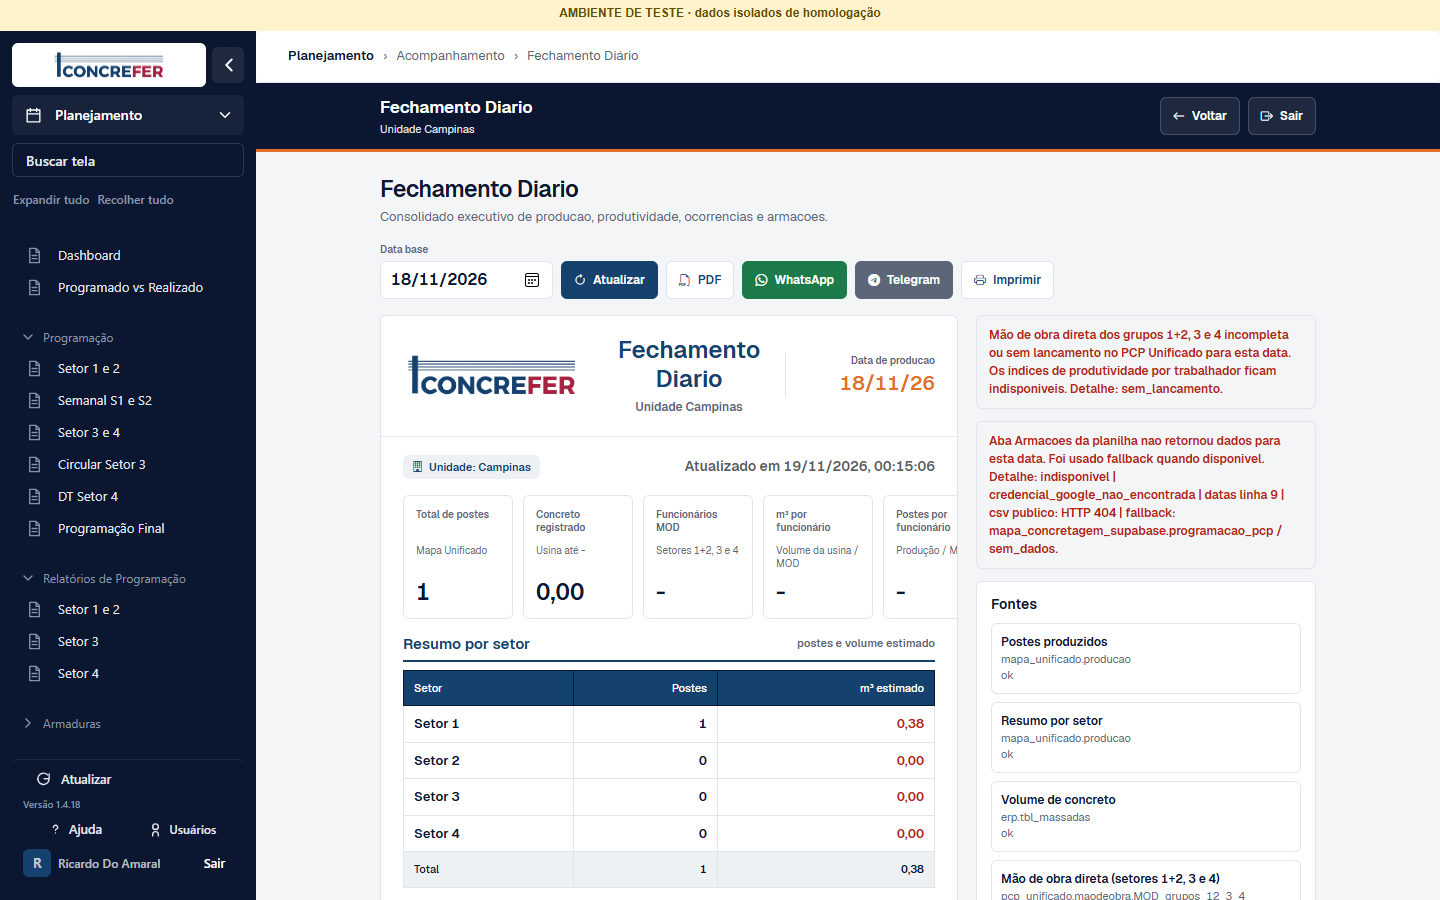 AMBIENTE DE TESTE · dados isolados de homologação
CONCREFER
Planejamento
Buscar tela
Expandir tudo Recolher tudo
Dashboard
Programado vs Realizado
Programação
Setor 1 e 2
Semanal S1 e S2
Setor 3 e 4
Circular Setor 3
DT Setor 4
Programação Final
Relatórios de Programação
Setor 1 e 2
Setor 3
Setor 4
Armaduras
Atualizar
Versão 1.4.18
? Ajuda Usuários
R Ricardo Do Amaral Sair
Planejamento › Acompanhamento › Fechamento Diário
Fechamento Diario
Unidade Campinas
Voltar Sair
Fechamento Diario
Consolidado executivo de producao, produtividade, ocorrencias e armacoes.
Data base
18/11/2026 Atualizar PDF WhatsApp Telegram Imprimir
CONCREFER
Fechamento
Diario
Unidade Campinas
Data de producao
18/11/26
Unidade: Campinas Atualizado em 19/11/2026, 00:15:06
Total de postes
Mapa Unificado
1
Concreto
registrado
Usina até -
0,00
Funcionários
MOD
Setores 1+2, 3 e 4
-
m³ por
funcionário
Volume da usina /
MOD
-
Postes por
funcionário
Produção / M
-
Resumo por setor postes e volume estimado
Setor Postes m³ estimado
Setor 1 1 0,38
Setor 2 0 0,00
Setor 3 0 0,00
Setor 4 0 0,00
Total 1 0,38
Mão de obra direta dos grupos 1+2, 3 e 4 incompleta
ou sem lancamento no PCP Unificado para esta data.
Os indices de produtividade por trabalhador ficam
indisponiveis. Detalhe: sem_lancamento.
Aba Armacoes da planilha nao retornou dados para
esta data. Foi usado fallback quando disponivel.
Detalhe: indisponivel |
credencial_google_nao_encontrada | datas linha 9 |
csv publico: HTTP 404 | fallback:
mapa_concretagem_supabase.programacao_pcp /
sem_dados.
Fontes
Postes produzidos
mapa_unificado.producao
ok
Resumo por setor
mapa_unificado.producao
ok
Volume de concreto
erp.tbl_massadas
ok
Mão de obra direta (setores 1+2, 3 e 4)
pcp_unificado.maodeobra.MOD_grupos_12_3_4